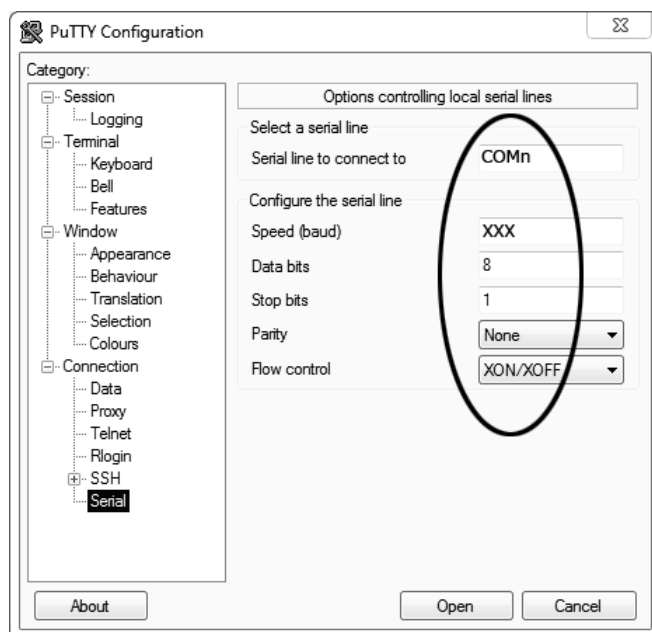 PuTTY Configuration
Category:
Session
Logging
Terminal
Keyboard
Bell
Features
Window
Appearance
Behaviour
Translation
Selection
Colours
Connection
Data
Proxy
Telnet
Rlogin
SSH
Serial
Options controlling local serial lines
Select a serial line
Serial line to connect to COMn
Configure the serial line
Speed (baud) XXX
Data bits 8
Stop bits 1
Parity None
Flow control XON/XOFF
About Open Cancel